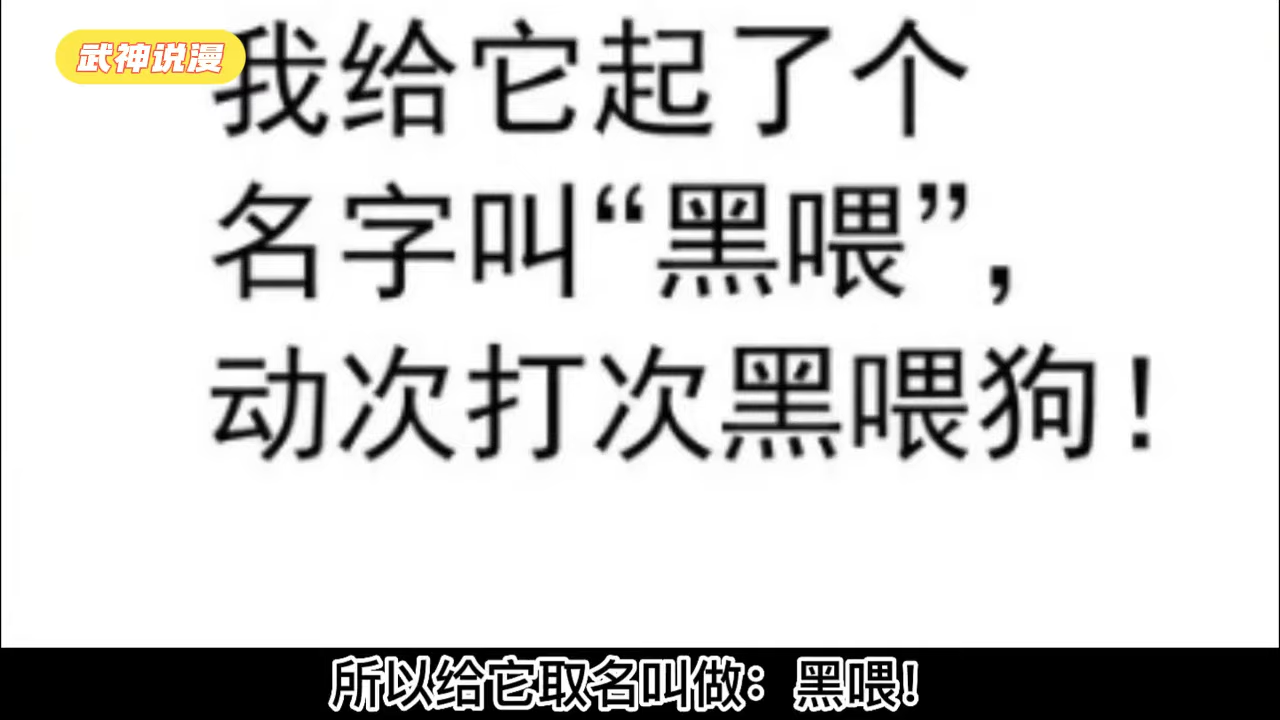 武神说漫
我给它起了个
名字叫“黑喂”，
动次打次黑喂狗！
所以给它取名叫做：黑喂！